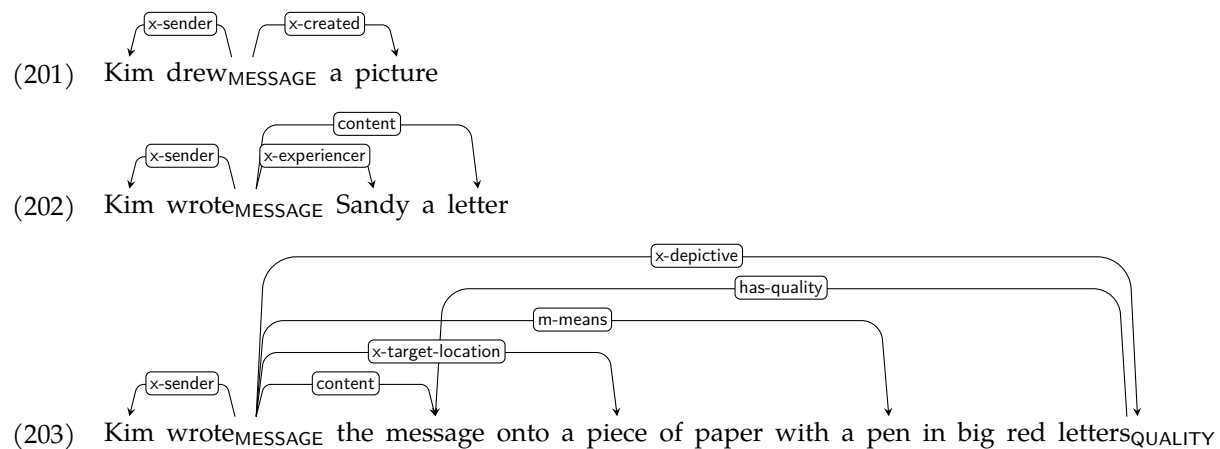 x-sender x-created
(201) Kim drewMESSAGE a picture
content
x-sender x-experiencer
(202) Kim wroteMESSAGE Sandy a letter
x-depictive
has-quality
m-means
x-target-location
x-sender content
(203) Kim wroteMESSAGE the message onto a piece of paper with a pen in big red lettersQUALITY